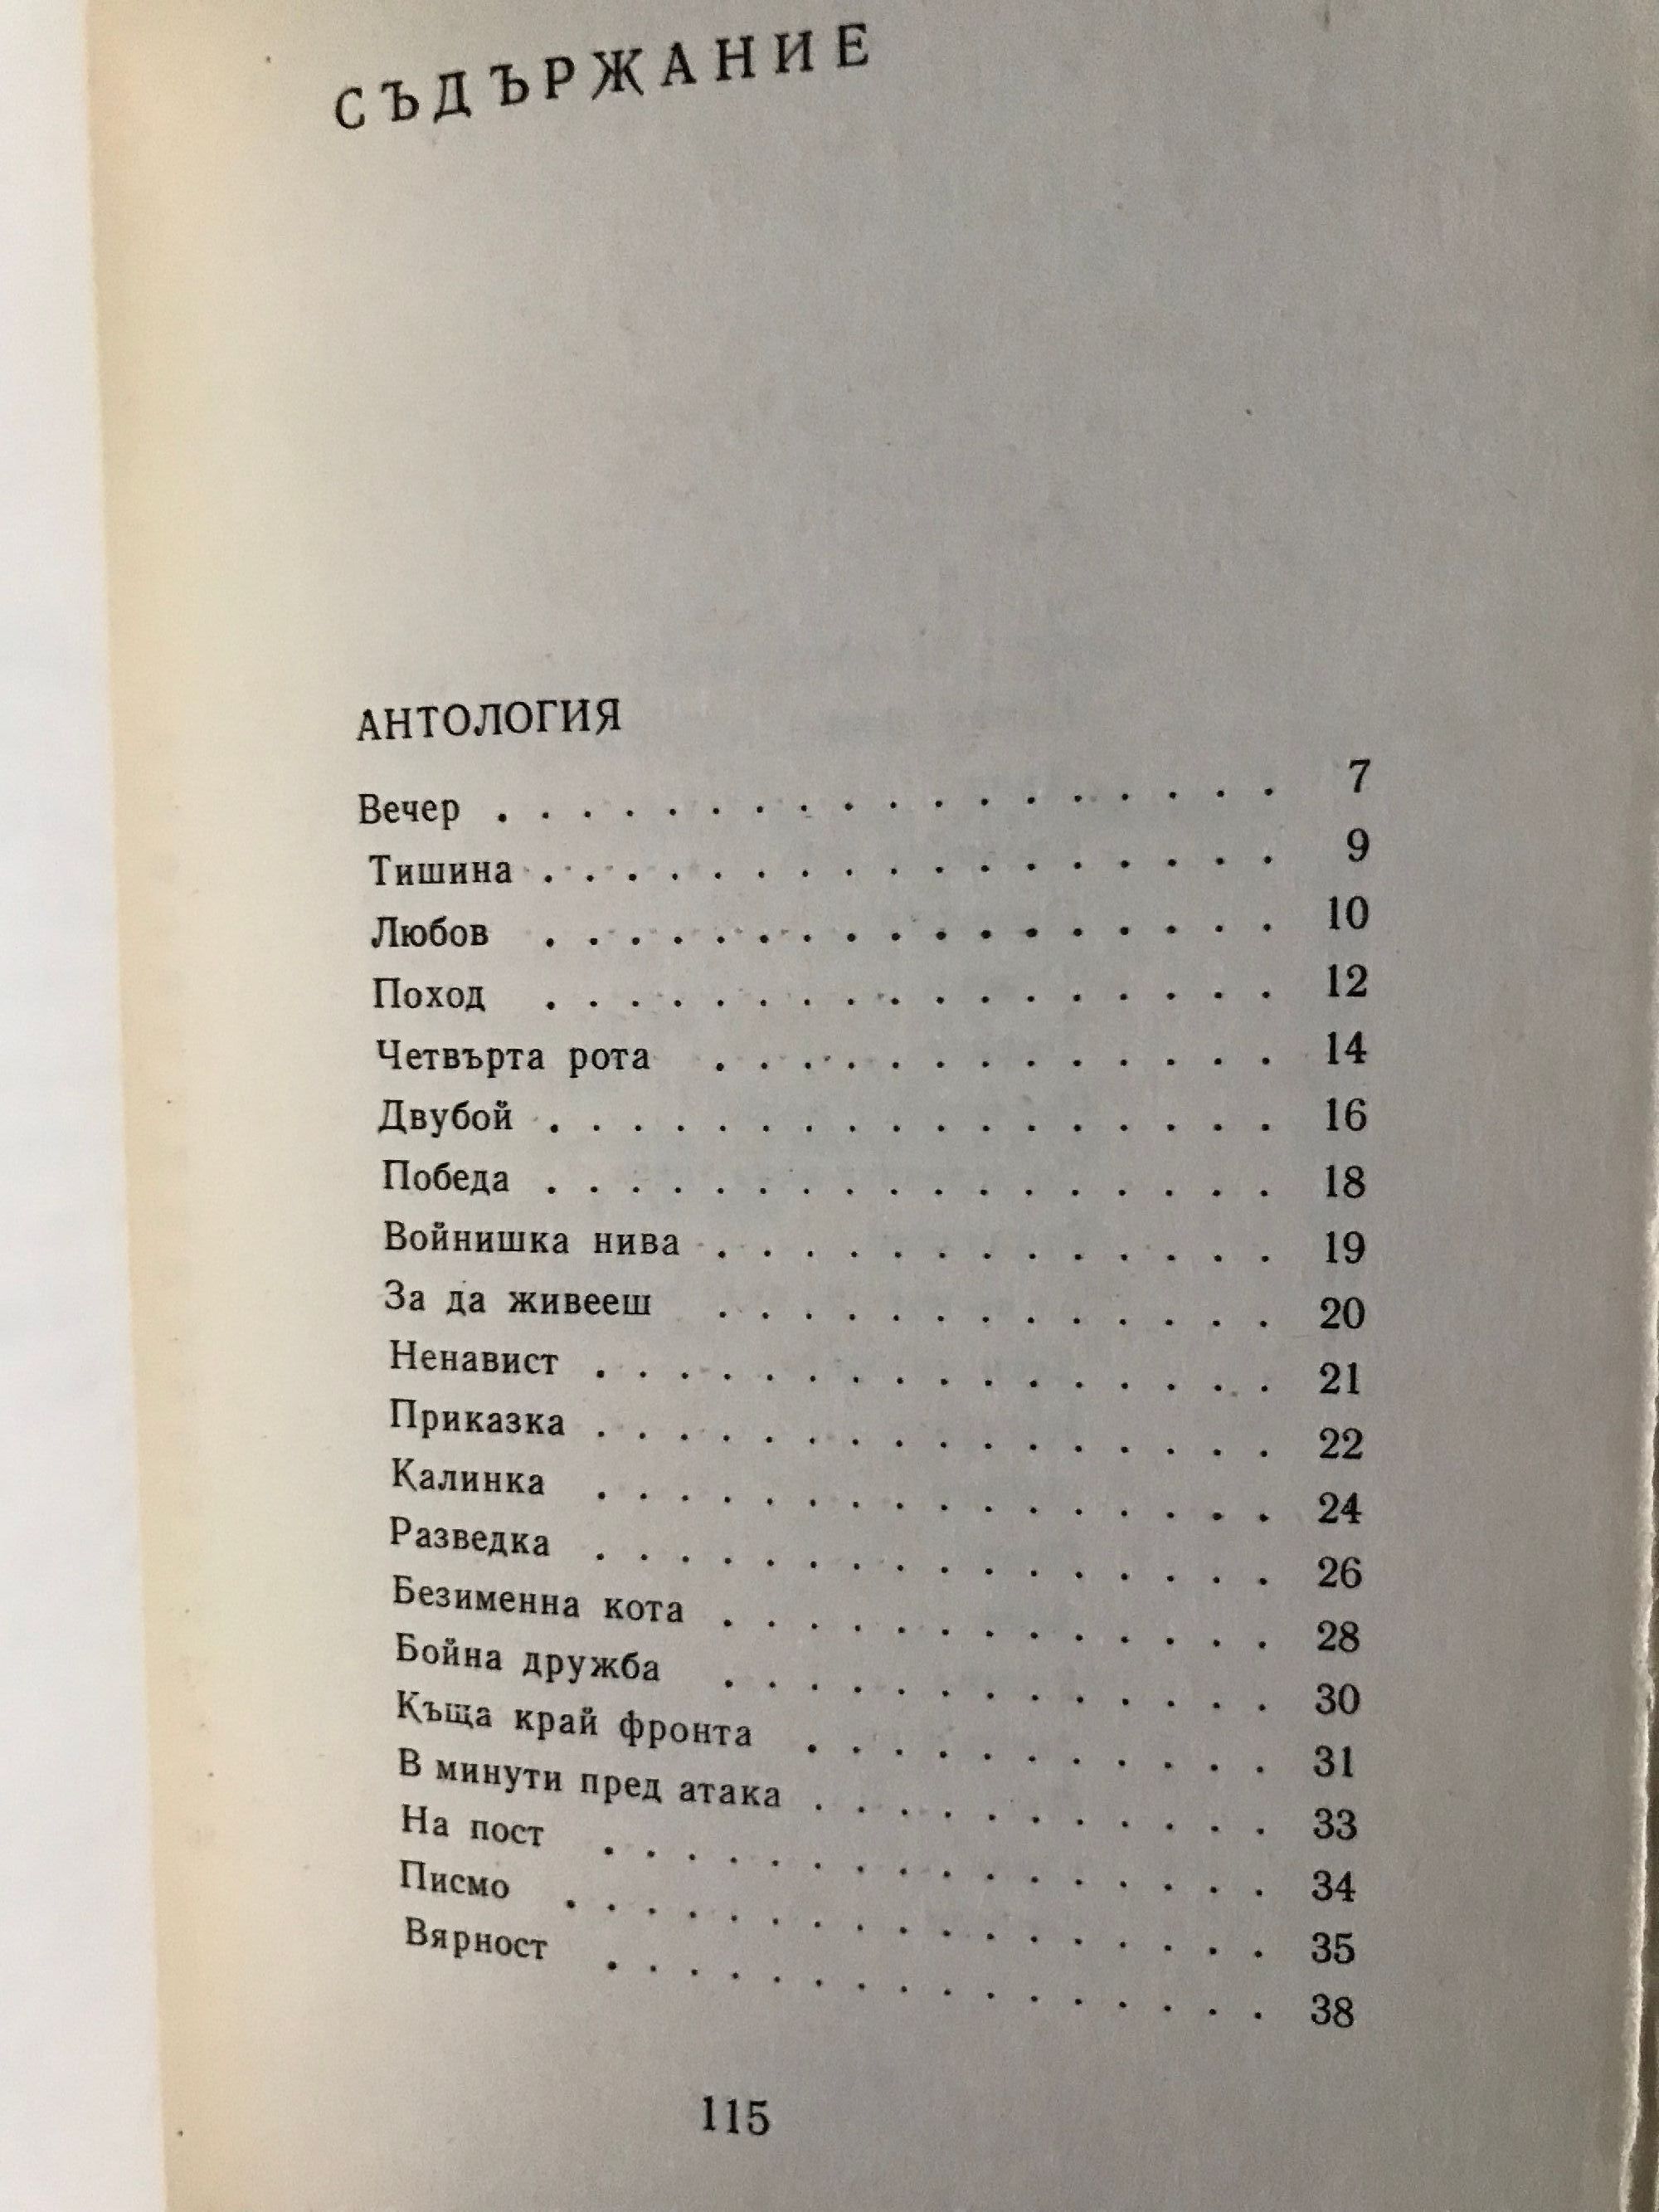 СЪДЪРЖАНИЕ
АНТОЛОГИЯ
Вечер . . . . . . . . . . . . . . . . . . 7
Тишина . . . . . . . . . . . . . . . . . 9
Любов . . . . . . . . . . . . . . . . . 10
Поход . . . . . . . . . . . . . . . . . 12
Четвърта рота . . . . . . . . . . . . . 14
Двубой . . . . . . . . . . . . . . . . . 16
Победа . . . . . . . . . . . . . . . . . 18
Войнишка нива . . . . . . . . . . . . . 19
За да живееш . . . . . . . . . . . . . 20
Ненавист . . . . . . . . . . . . . . . . 21
Приказка . . . . . . . . . . . . . . . . 22
Калинка . . . . . . . . . . . . . . . . 24
Разведка . . . . . . . . . . . . . . . . 26
Безименна кота . . . . . . . . . . . . . 28
Бойна дружба . . . . . . . . . . . . . 30
Къща край фронта . . . . . . . . . . . 31
В минути пред атака . . . . . . . . . . . 33
На пост . . . . . . . . . . . . . . . . 34
Писмо . . . . . . . . . . . . . . . . . 35
Вярност . . . . . . . . . . . . . . . . 38
115